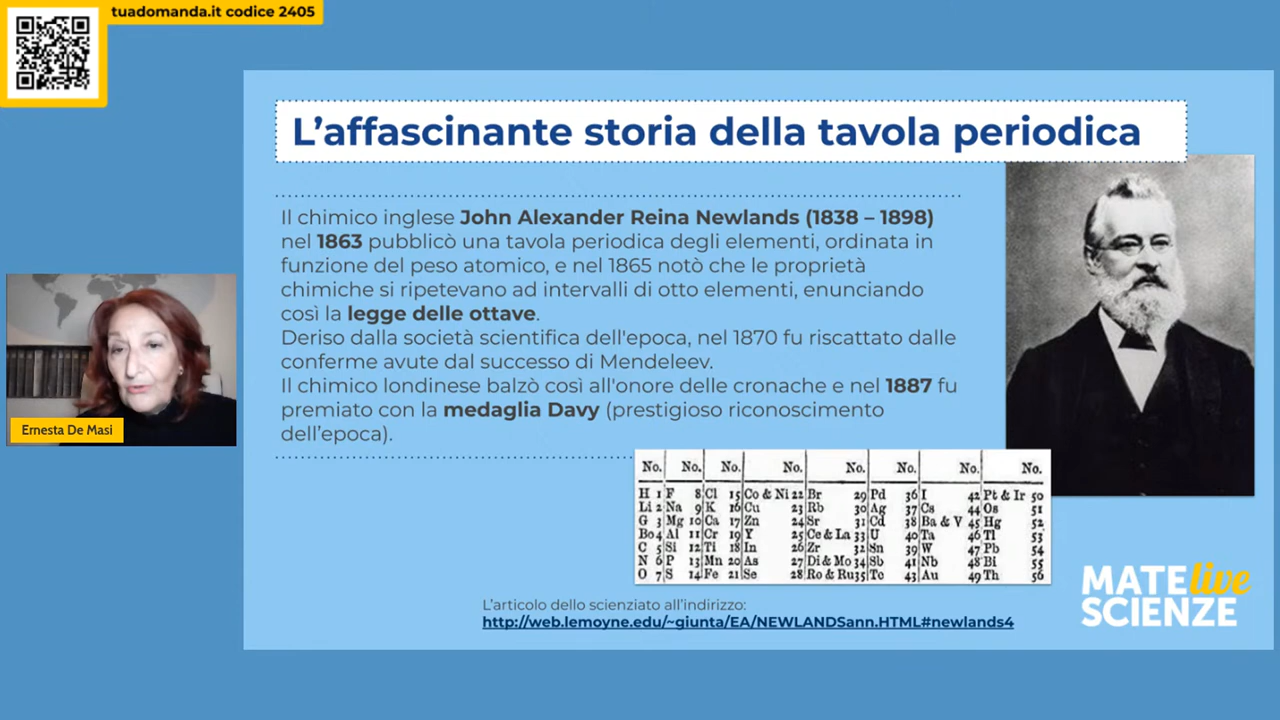 tuadomanda.it codice 2405
L'affascinante storia della tavola periodica
Il chimico inglese John Alexander Reina Newlands (1838 – 1898)
nel 1863 pubblicò una tavola periodica degli elementi, ordinata in
funzione del peso atomico, e nel 1865 notò che le proprietà
chimiche si ripetevano ad intervalli di otto elementi, enunciando
così la legge delle ottave.
Deriso dalla società scientifica dell'epoca, nel 1870 fu riscattato dalle
conferme avute dal successo di Mendeleev.
Il chimico londinese balzò così all'onore delle cronache e nel 1887 fu
premiato con la medaglia Davy (prestigioso riconoscimento
dell'epoca).
Ernesta De Masi
No. No. No. No. No. No. No. No.
H 1 F 8 Cl 15 Co & Ni 22 Br 29 Pd 36 I 42 Pt & Ir 50
Li 2 Na 9 K 16 Cu 23 Rb 30 Ag 37 Cs 44 Os 51
G 3 Mg 10 Ca 17 Zn 24 Sr 31 Cd 38 Ba & V 45 Hg 52
Bo 4 Al 11 Cr 19 Y 25 Ce & La 33 U 40 Ta 46 Tl 53
C 5 Si 12 Ti 18 In 26 Zr 32 Sn 39 W 47 Pb 54
N 6 P 13 Mn 20 As 27 Di & Mo 34 Sb 41 Nb 48 Bi 55
O 7 S 14 Fe 21 Se 28 Ro & Ru 35 Te 43 Au 49 Th 56
L'articolo dello scienziato all'indirizzo:
http://web.lemoyne.edu/~giunta/EA/NEWLANDSann.HTML#newlands4
MATE live
SCIENZE